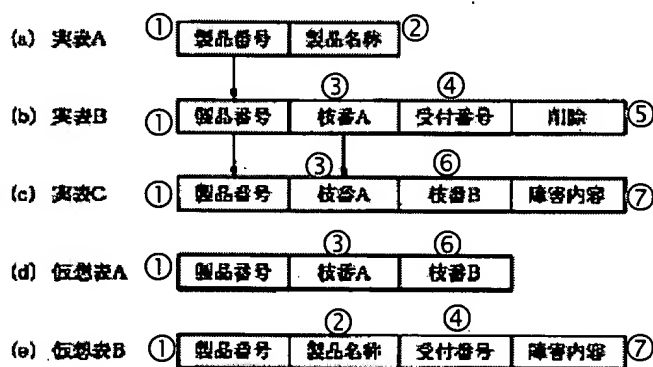 (a) 実表A ① 製品番号 製品名称 ②
③ ④
(b) 実表B ① 製品番号 枝番A 受付番号 削除 ⑤
③ ⑥
(c) 実表C ① 製品番号 枝番A 枝番B 障害内容 ⑦
③ ⑥
(d) 仮想表A ① 製品番号 枝番A 枝番B
② ④
(e) 仮想表B ① 製品番号 製品名称 受付番号 障害内容 ⑦